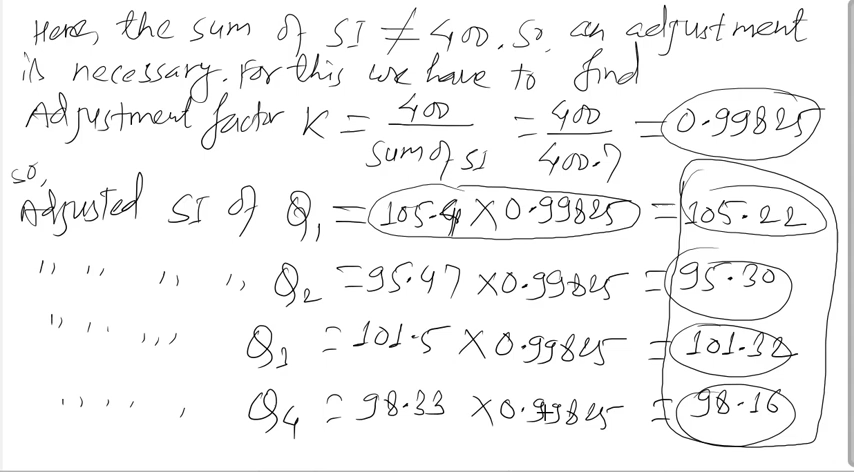 Here, the sum of SI ≠ 400. So, an adjustment
is necessary. For this we have to find
Adjustment factor K = 400 / sum of SI = 400 / 400.7 = 0.99825
so,
Adjusted SI of Q1 = 105.4 × 0.99825 = 105.22
" " " " Q2 = 95.47 × 0.99825 = 95.30
" " " Q3 = 101.5 × 0.99825 = 101.32
" " " Q4 = 98.33 × 0.99825 = 98.16